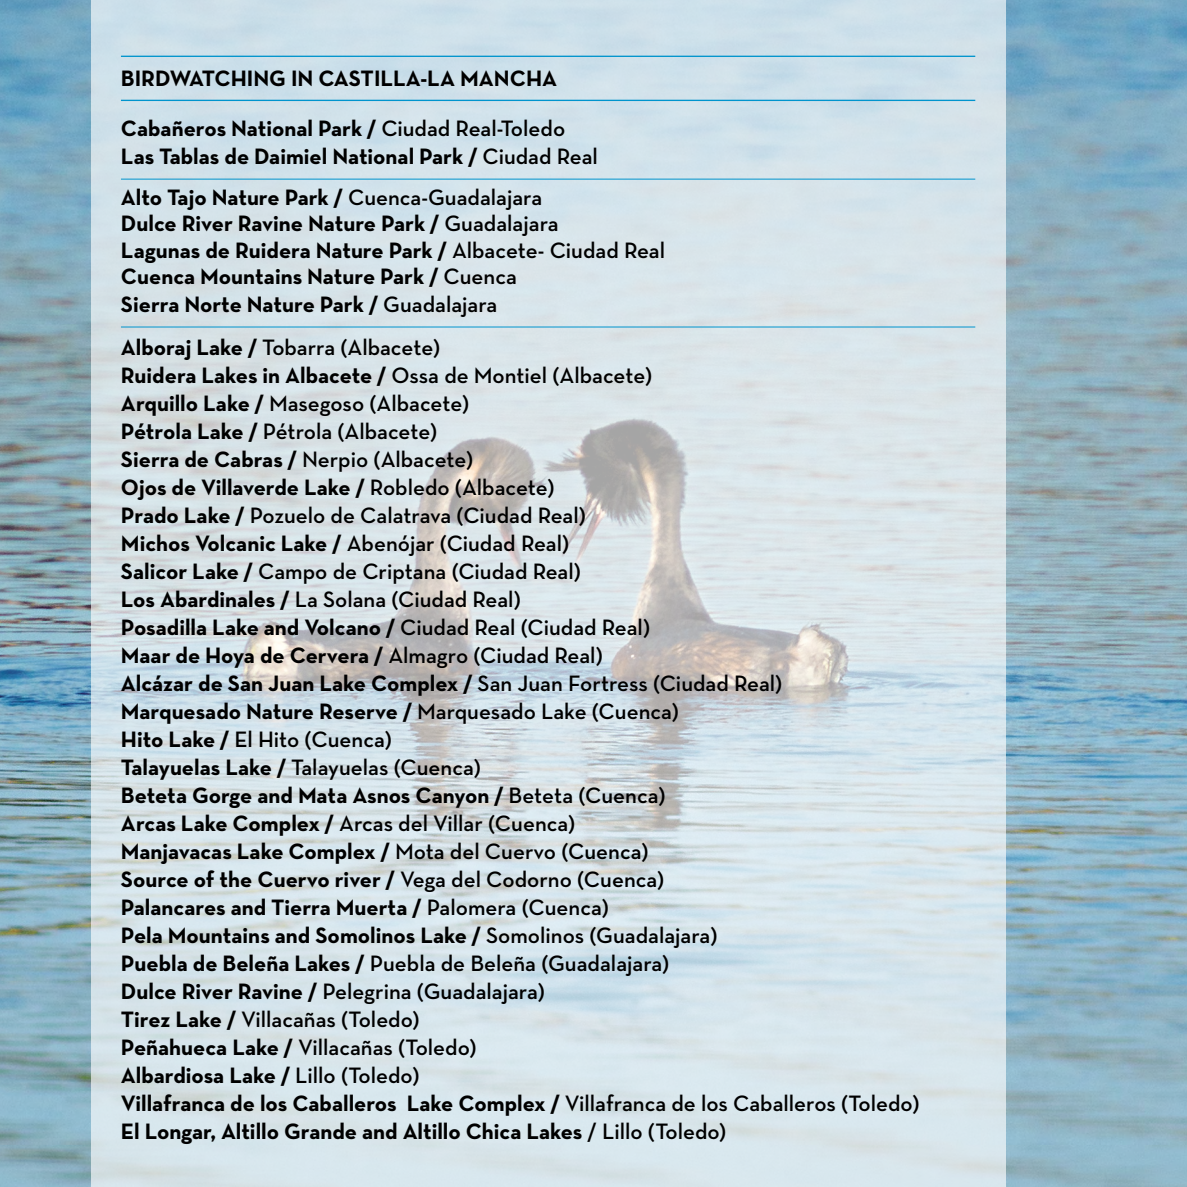 BIRDWATCHING IN CASTILLA-LA MANCHA
Cabañeros National Park / Ciudad Real-Toledo
Las Tablas de Daimiel National Park / Ciudad Real
Alto Tajo Nature Park / Cuenca-Guadalajara
Dulce River Ravine Nature Park / Guadalajara
Lagunas de Ruidera Nature Park / Albacete- Ciudad Real
Cuenca Mountains Nature Park / Cuenca
Sierra Norte Nature Park / Guadalajara
Alboraj Lake / Tobarra (Albacete)
Ruidera Lakes in Albacete / Ossa de Montiel (Albacete)
Arquillo Lake / Masegoso (Albacete)
Pétrola Lake / Pétrola (Albacete)
Sierra de Cabras / Nerpio (Albacete)
Ojos de Villaverde Lake / Robledo (Albacete)
Prado Lake / Pozuelo de Calatrava (Ciudad Real)
Michos Volcanic Lake / Abenójar (Ciudad Real)
Salicor Lake / Campo de Criptana (Ciudad Real)
Los Abardinales / La Solana (Ciudad Real)
Posadilla Lake and Volcano / Ciudad Real (Ciudad Real)
Maar de Hoya de Cervera / Almagro (Ciudad Real)
Alcázar de San Juan Lake Complex / San Juan Fortress (Ciudad Real)
Marquesado Nature Reserve / Marquesado Lake (Cuenca)
Hito Lake / El Hito (Cuenca)
Talayuelas Lake / Talayuelas (Cuenca)
Beteta Gorge and Mata Asnos Canyon / Beteta (Cuenca)
Arcas Lake Complex / Arcas del Villar (Cuenca)
Manjavacas Lake Complex / Mota del Cuervo (Cuenca)
Source of the Cuervo river / Vega del Codorno (Cuenca)
Palancares and Tierra Muerta / Palomera (Cuenca)
Pela Mountains and Somolinos Lake / Somolinos (Guadalajara)
Puebla de Beleña Lakes / Puebla de Beleña (Guadalajara)
Dulce River Ravine / Pelegrina (Guadalajara)
Tirez Lake / Villacañas (Toledo)
Peñahueca Lake / Villacañas (Toledo)
Albardiosa Lake / Lillo (Toledo)
Villafranca de los Caballeros  Lake Complex / Villafranca de los Caballeros (Toledo)
El Longar, Altillo Grande and Altillo Chica Lakes / Lillo (Toledo)